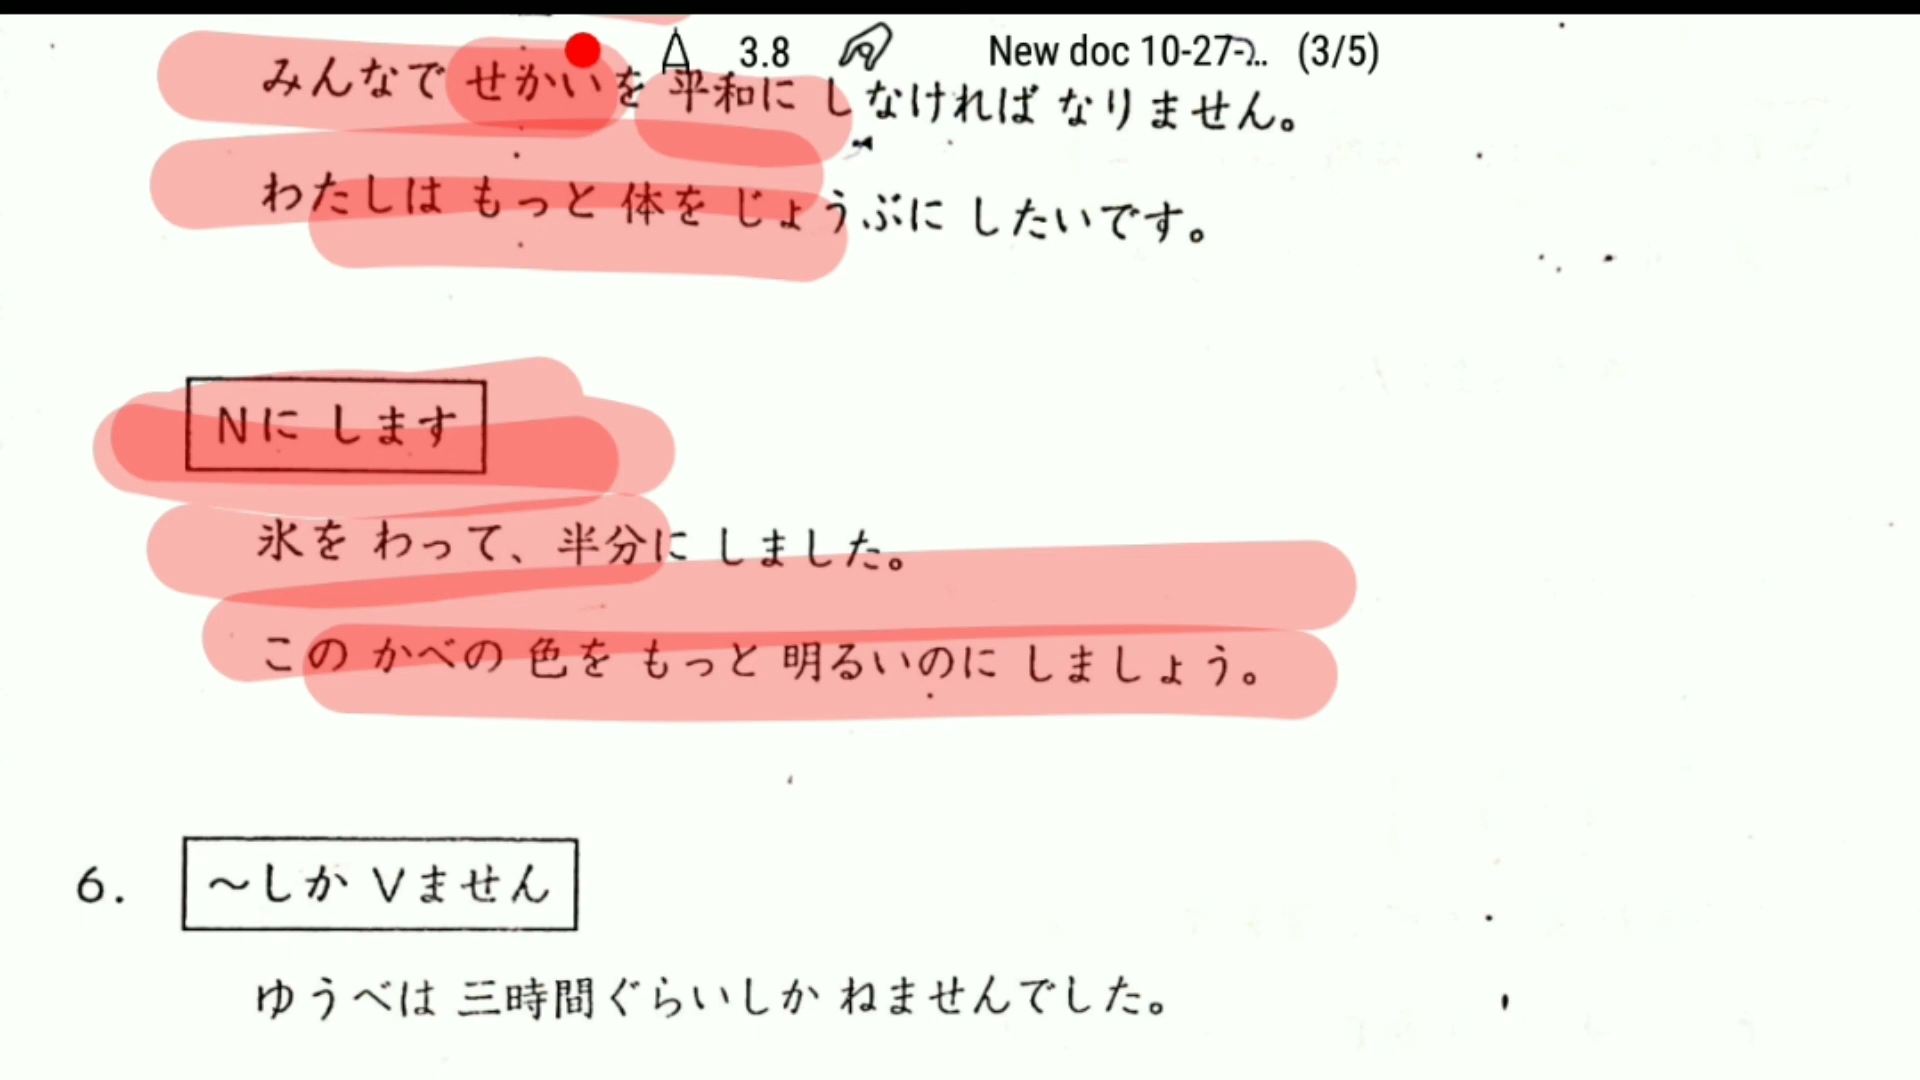 3.8 New doc 10-27-... (3/5)
みんなで せかいを 平和に しなければ なりません。
わたしは もっと 体を じょうぶに したいです。
Nに します
氷を わって、半分に しました。
この かべの 色を もっと 明るいのに しましょう。
6. ～しか Vません
ゆうべは 三時間ぐらいしか ねませんでした。